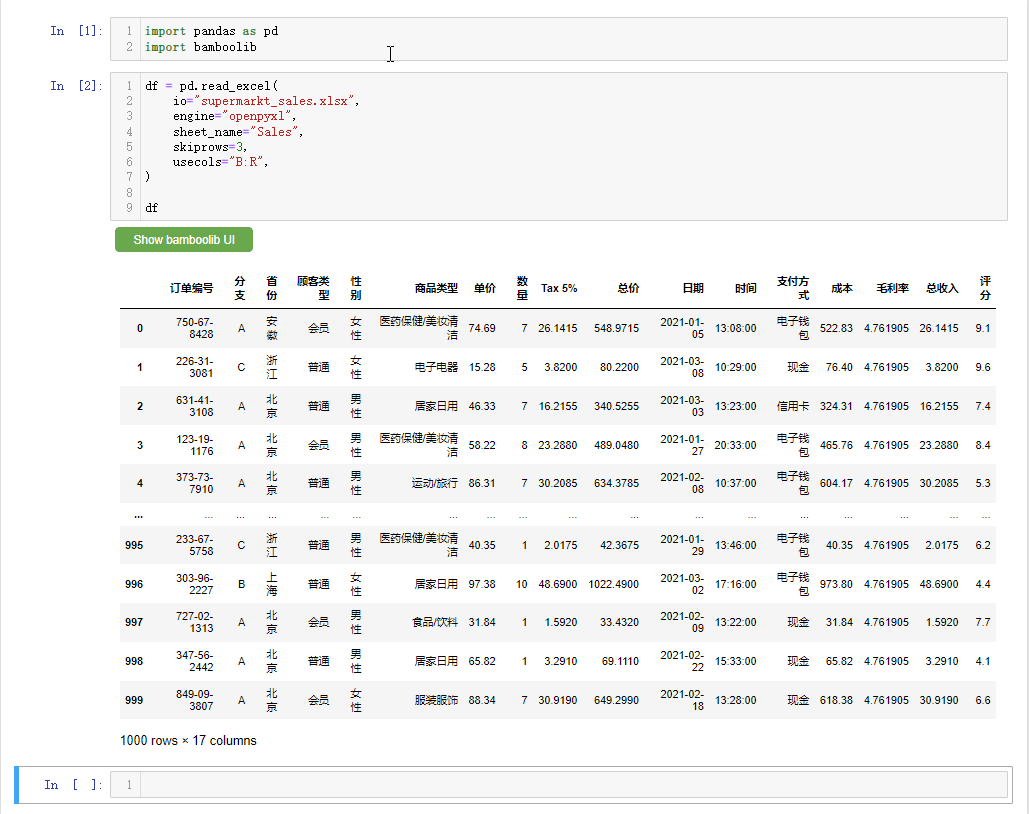 In [1]:
1 import pandas as pd
2 import bamboolib
In [2]:
1 df = pd.read_excel(
2 io="supermarkt_sales.xlsx",
3 engine="openpyxl",
4 sheet_name="Sales",
5 skiprows=3,
6 usecols="B:R",
7 )
8
9 df
Show bamboolib UI
订单编号 分支 省份 顾客类型 性别 商品类型 单价 数量 Tax 5% 总价 日期 时间 支付方式 成本 毛利率 总收入 评分
0 750-67-8428 A 安徽 会员 女性 医药保健/美妆清洁 74.69 7 26.1415 548.9715 2021-01-05 13:08:00 电子钱包 522.83 4.761905 26.1415 9.1
1 226-31-3081 C 浙江 普通 女性 电子电器 15.28 5 3.8200 80.2200 2021-03-08 10:29:00 现金 76.40 4.761905 3.8200 9.6
2 631-41-3108 A 北京 普通 男性 居家日用 46.33 7 16.2155 340.5255 2021-03-03 13:23:00 信用卡 324.31 4.761905 16.2155 7.4
3 123-19-1176 A 北京 会员 男性 医药保健/美妆清洁 58.22 8 23.2880 489.0480 2021-01-27 20:33:00 电子钱包 465.76 4.761905 23.2880 8.4
4 373-73-7910 A 北京 普通 男性 运动/旅行 86.31 7 30.2085 634.3785 2021-02-08 10:37:00 电子钱包 604.17 4.761905 30.2085 5.3
... ... ... ... ... ... ... ... ... ... ... ... ... ... ... ... ... ...
995 233-67-5758 C 浙江 普通 男性 医药保健/美妆清洁 40.35 1 2.0175 42.3675 2021-01-29 13:46:00 电子钱包 40.35 4.761905 2.0175 6.2
996 303-96-2227 B 上海 普通 女性 居家日用 97.38 10 48.6900 1022.4900 2021-03-02 17:16:00 电子钱包 973.80 4.761905 48.6900 4.4
997 727-02-1313 A 北京 会员 男性 食品/饮料 31.84 1 1.5920 33.4320 2021-02-09 13:22:00 现金 31.84 4.761905 1.5920 7.7
998 347-56-2442 A 北京 普通 男性 居家日用 65.82 1 3.2910 69.1110 2021-02-22 15:33:00 现金 65.82 4.761905 3.2910 4.1
999 849-09-3807 A 北京 会员 女性 服装服饰 88.34 7 30.9190 649.2990 2021-02-18 13:28:00 现金 618.38 4.761905 30.9190 6.6
1000 rows × 17 columns
In [ ]:
1